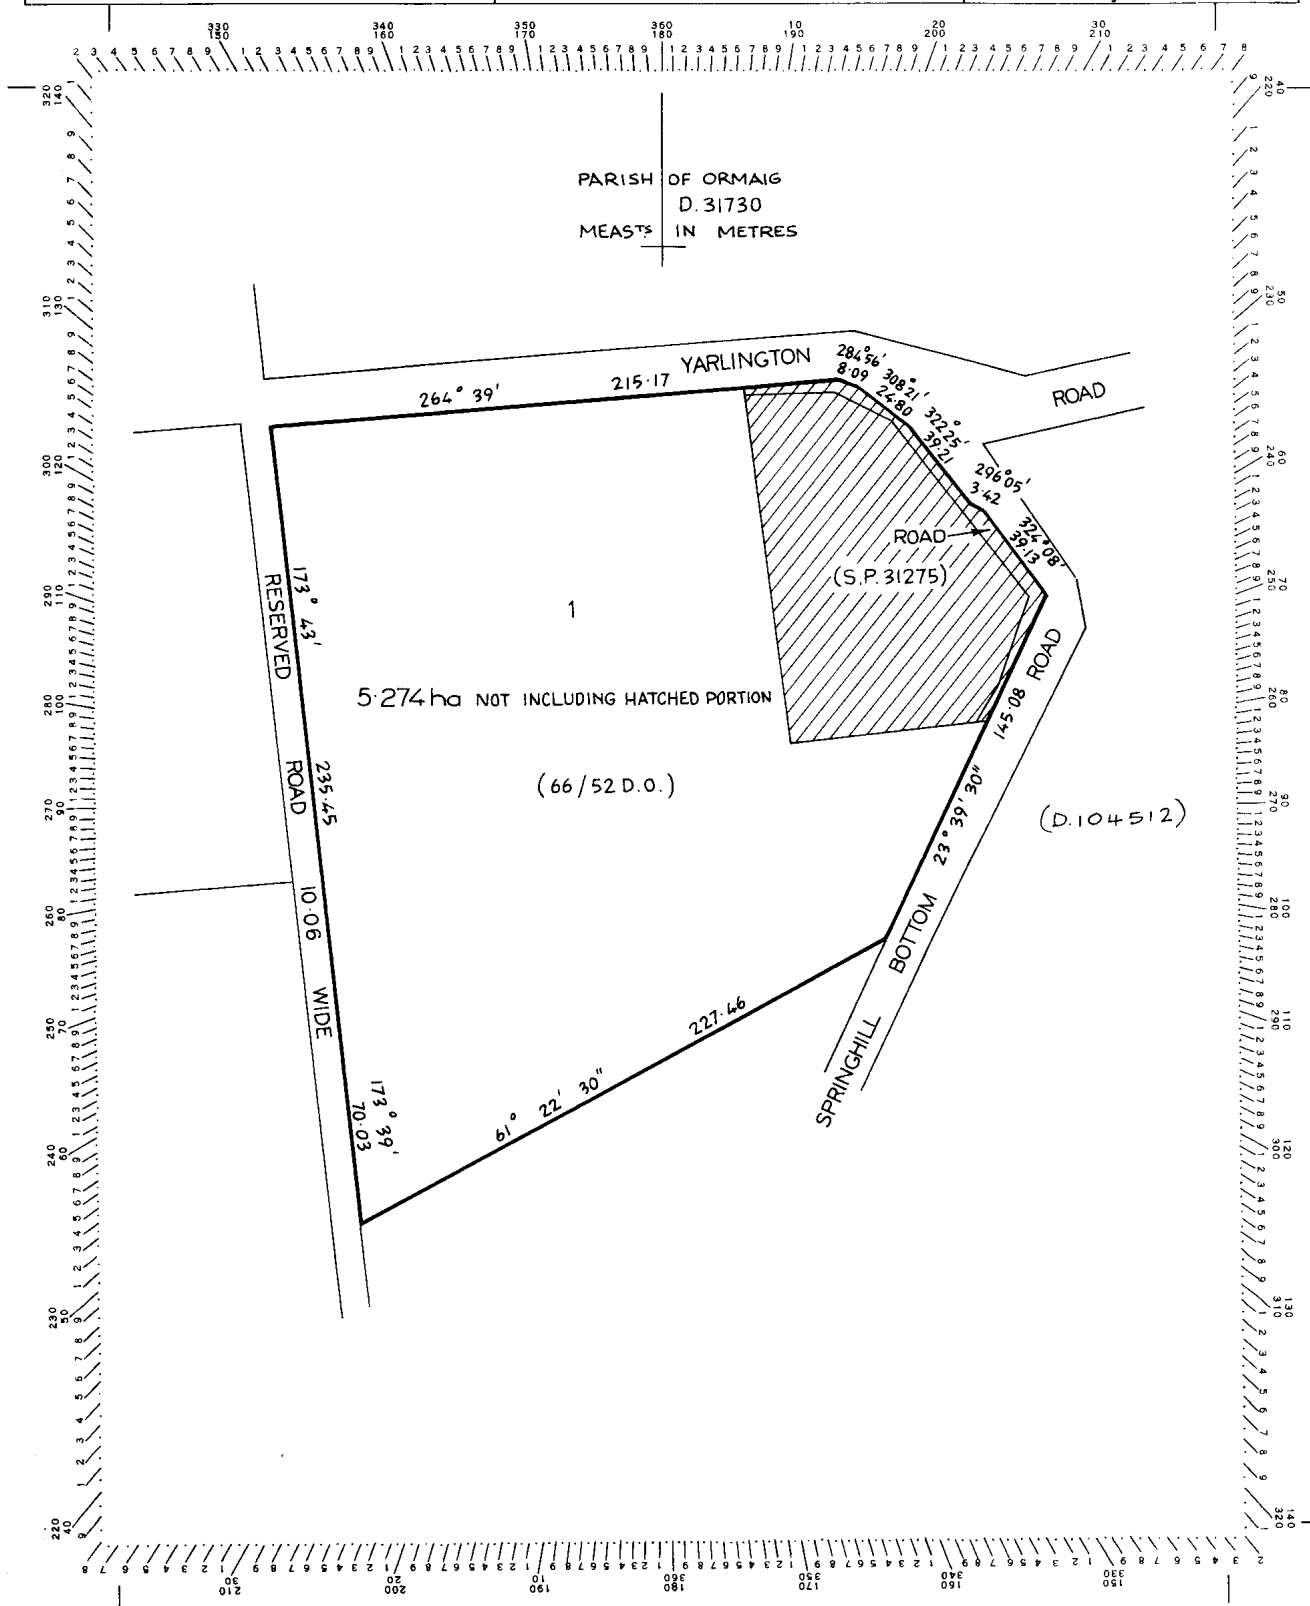 PARISH OF ORMAIG
D.31730
MEASTS IN METRES
YARLINGTON
ROAD
264° 39'
215·17
284°56'
8·09
308°21'
24·80
322°25'
39·21
296°05'
3·42
324°08'
39·13
ROAD
(S.P.31275)
173° 43'
235·45
RESERVED ROAD 10·06 WIDE
1
5·274ha NOT INCLUDING HATCHED PORTION
(66/52 D.O.)
(D.104512)
23° 39' 30"
145·08
SPRINGHILL BOTTOM ROAD
227·46
61° 22' 30"
173° 39'
70·03